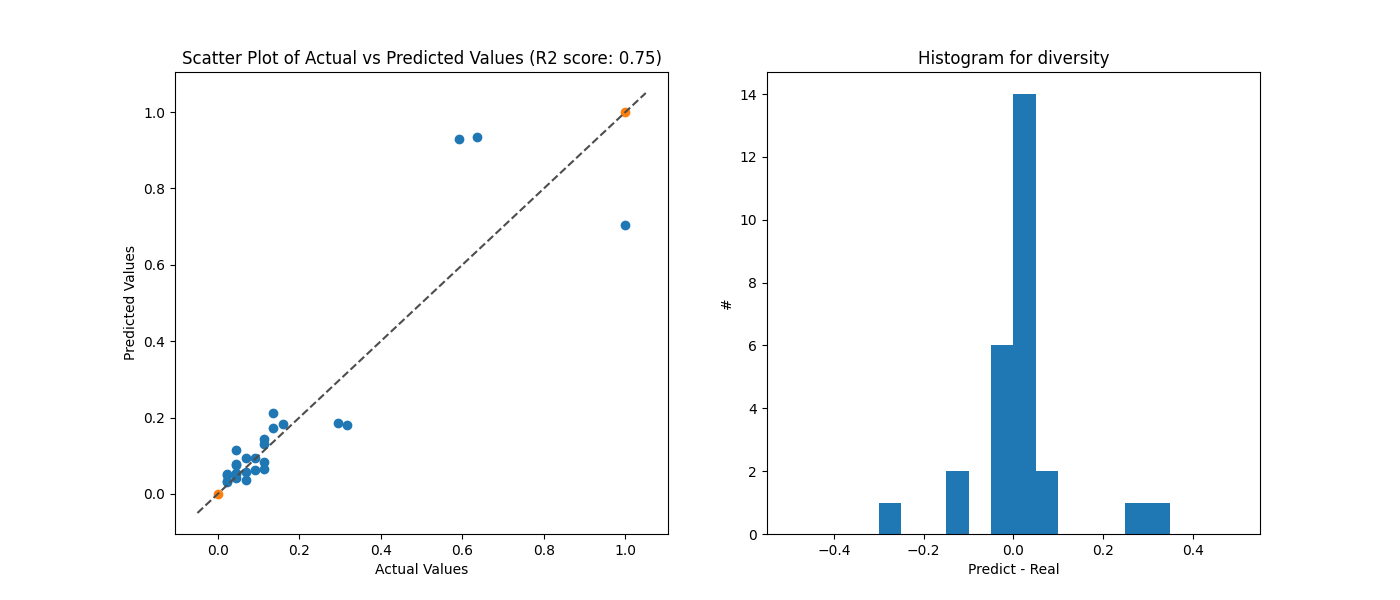 Scatter Plot of Actual vs Predicted Values (R2 score: 0.75)
1.0
0.8
0.6
0.4
0.2
0.0
Predicted Values
0.0 0.2 0.4 0.6 0.8 1.0
Actual Values
Histogram for diversity
14
12
10
8
6
4
2
0
#
−0.4 −0.2 0.0 0.2 0.4
Predict - Real